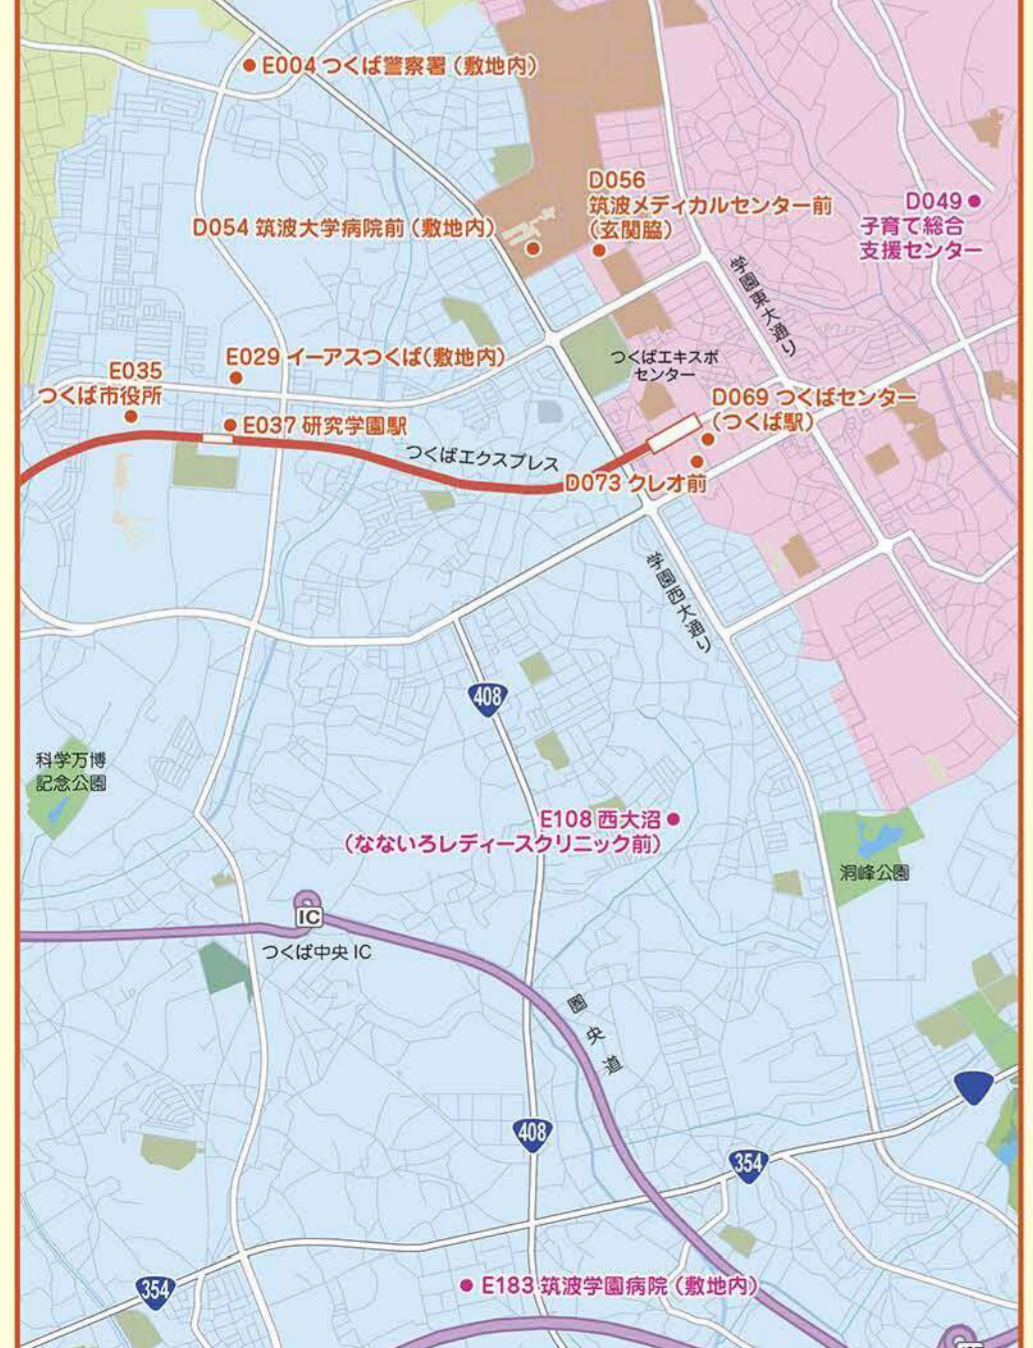 E004 つくば警察署（敷地内）
D056
筑波メディカルセンター前
（玄関脇）
D049
子育て総合
支援センター
D054 筑波大学病院前（敷地内）
学園東大通り
つくばエキスポ
センター
E029 イーアスつくば（敷地内）
E035
つくば市役所
D069 つくばセンター
（つくば駅）
E037 研究学園駅
つくばエクスプレス
D073 クレオ前
学園西大通り
408
科学万博
記念公園
E108 西大沼
（なないろレディースクリニック前）
洞峰公園
IC
つくば中央 IC
圏央道
408
354
E183 筑波学園病院（敷地内）
354